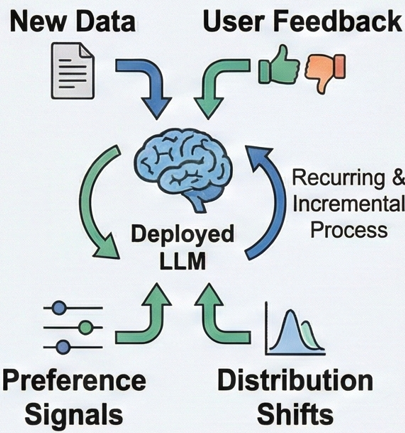 New Data
User Feedback
Recurring &
Incremental
Process
Deployed
LLM
Preference
Signals
Distribution
Shifts